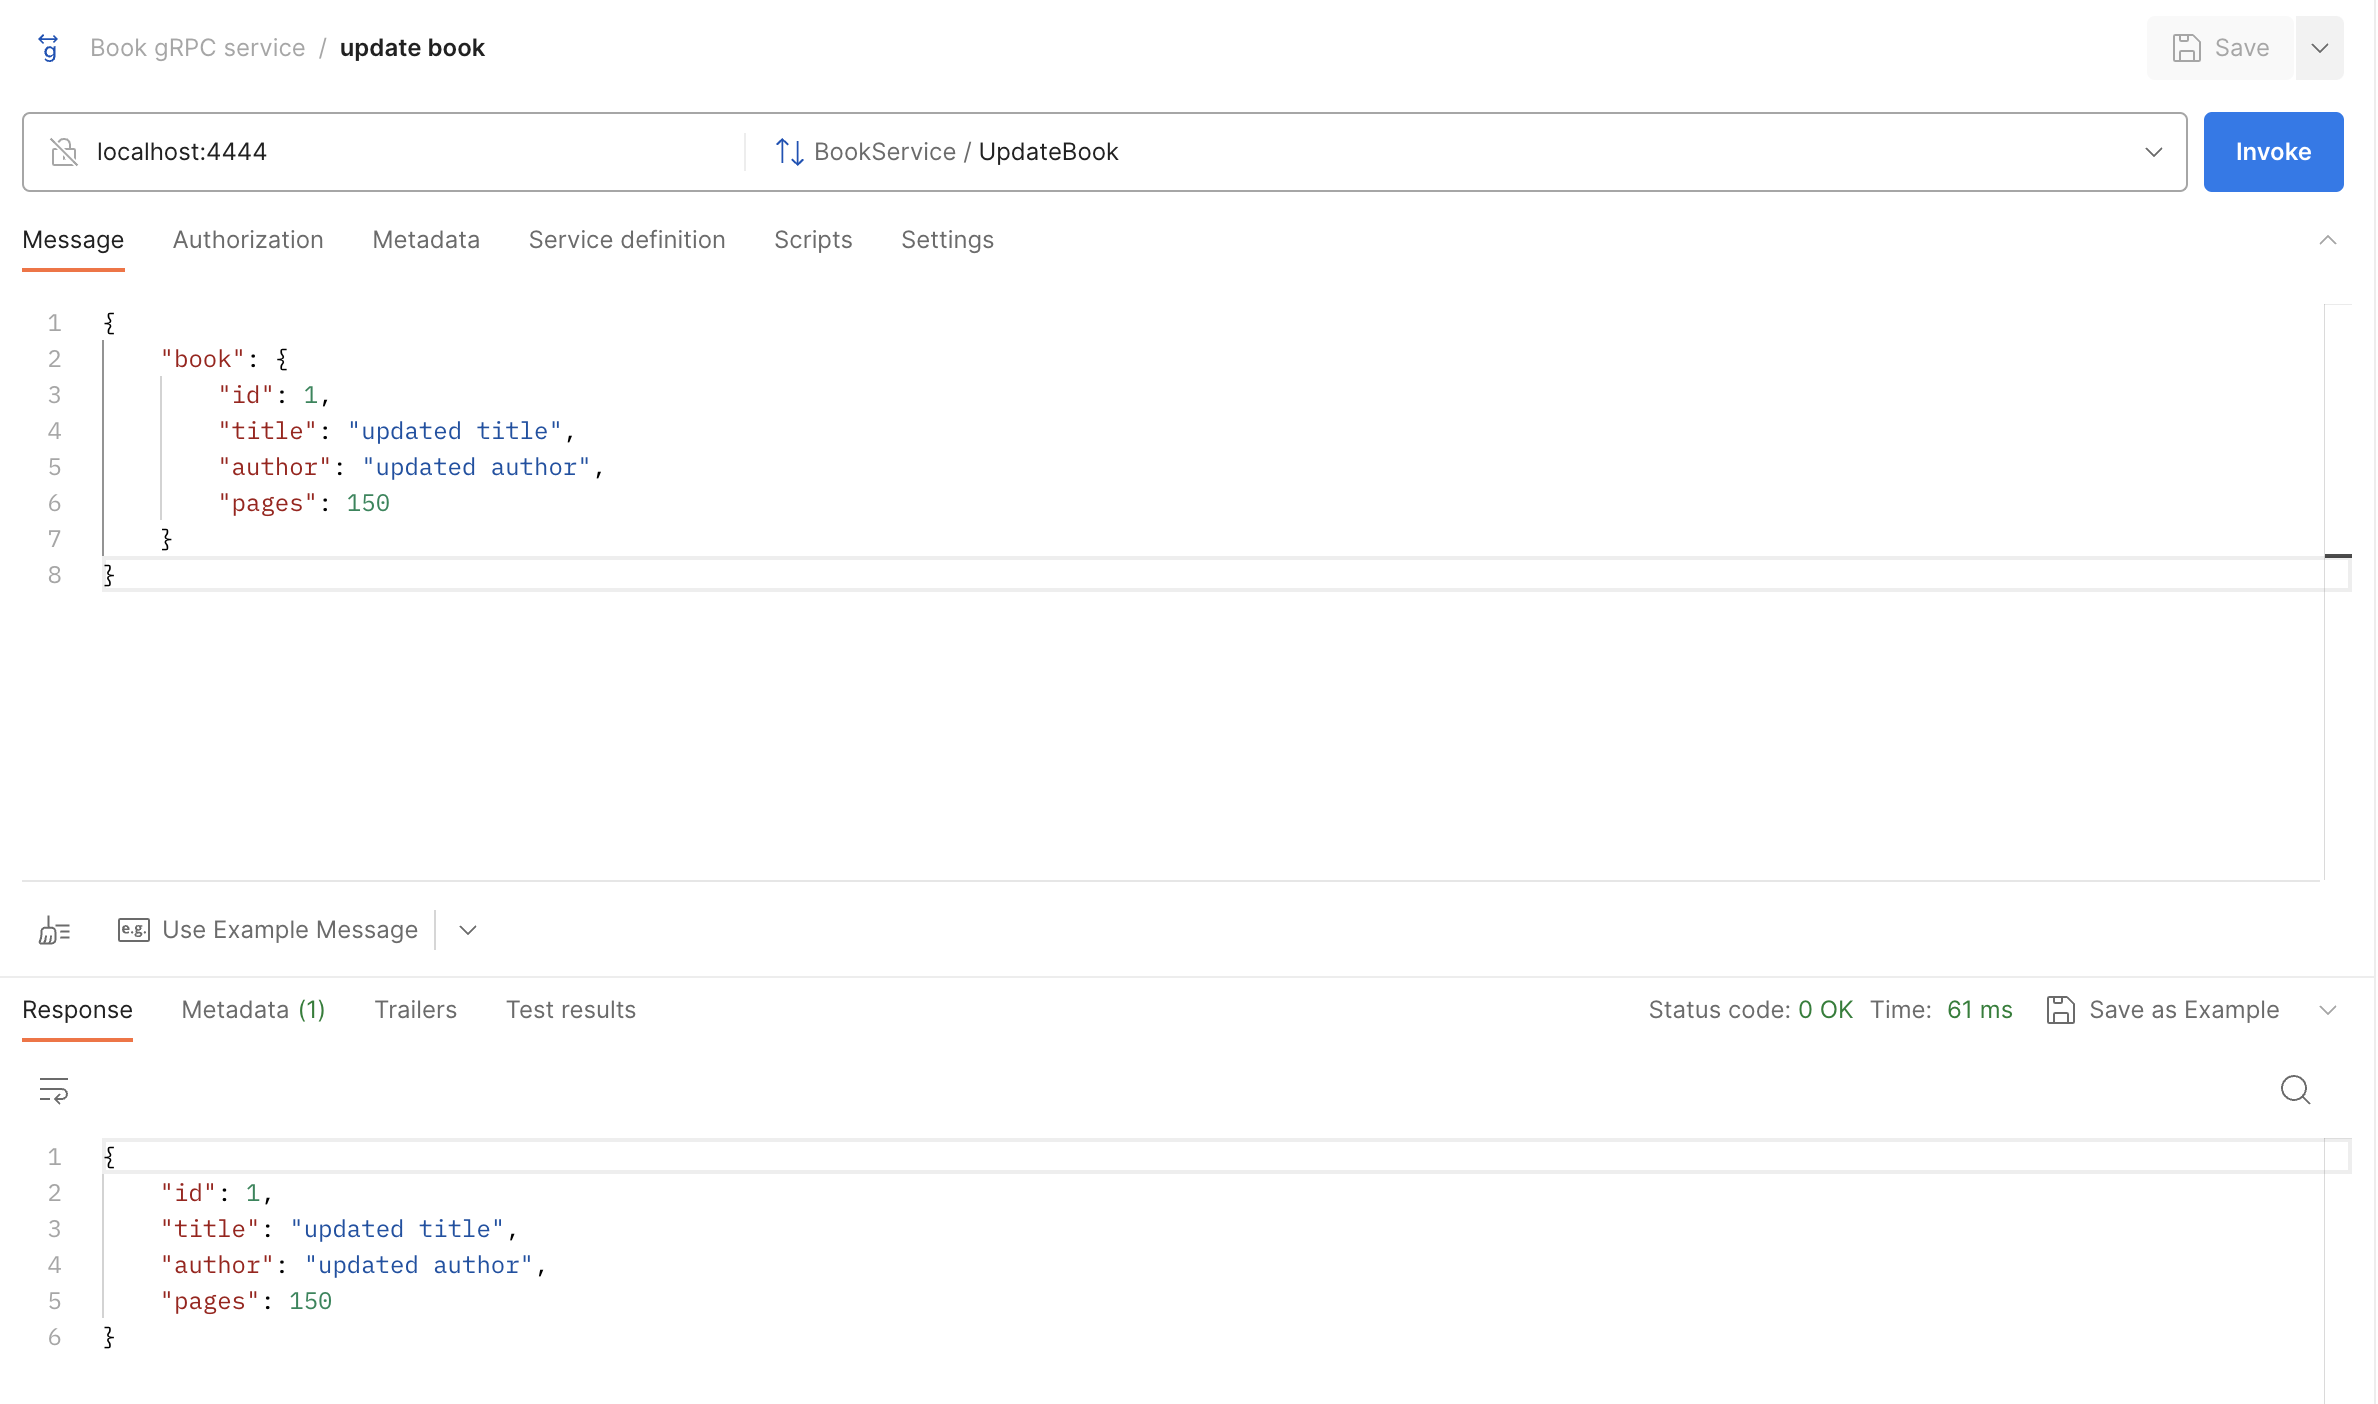 Book gRPC service / update book
Save
localhost:4444
BookService / UpdateBook
Invoke
Message Authorization Metadata Service definition Scripts Settings
1 {
2 "book": {
3 "id": 1,
4 "title": "updated title",
5 "author": "updated author",
6 "pages": 150
7 }
8 }
e.g. Use Example Message
Response Metadata (1) Trailers Test results Status code: 0 OK Time: 61 ms Save as Example
1 {
2 "id": 1,
3 "title": "updated title",
4 "author": "updated author",
5 "pages": 150
6 }